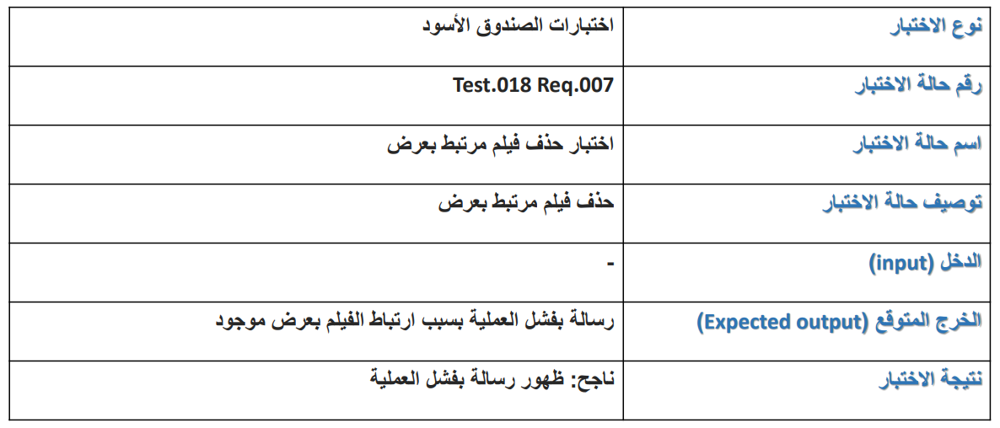 نوع الاختبار
اختبارات الصندوق الأسود
رقم حالة الاختبار
Test.018 Req.007
اسم حالة الاختبار
اختبار حذف فيلم مرتبط بعرض
توصيف حالة الاختبار
حذف فيلم مرتبط بعرض
الدخل (input)
-
الخرج المتوقع (Expected output)
رسالة بفشل العملية بسبب ارتباط الفيلم بعرض موجود
نتيجة الاختبار
ناجح: ظهور رسالة بفشل العملية